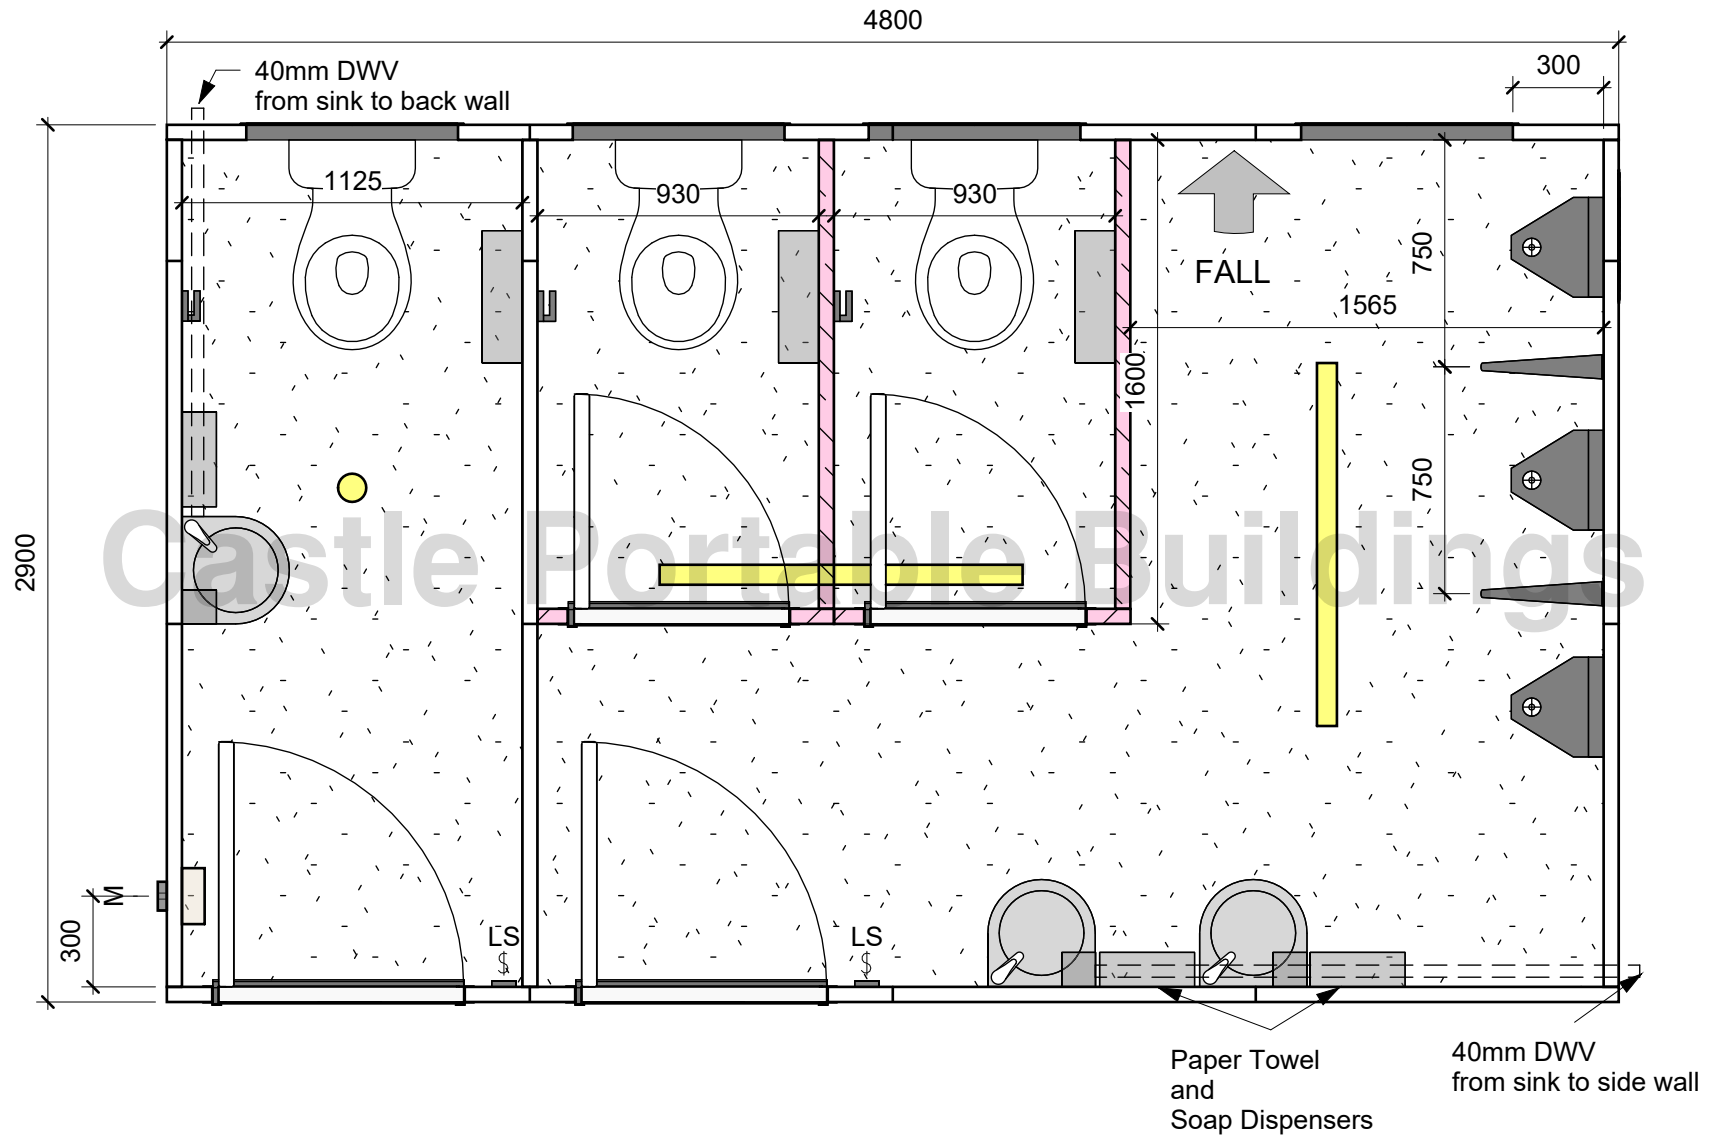 4800
40mm DWV
from sink to back wall
300
1125
930
930
750
FALL
1565
1600
750
2900
Castle Portable Buildings
M
300
LS
$
LS
$
Paper Towel
and
Soap Dispensers
40mm DWV
from sink to side wall